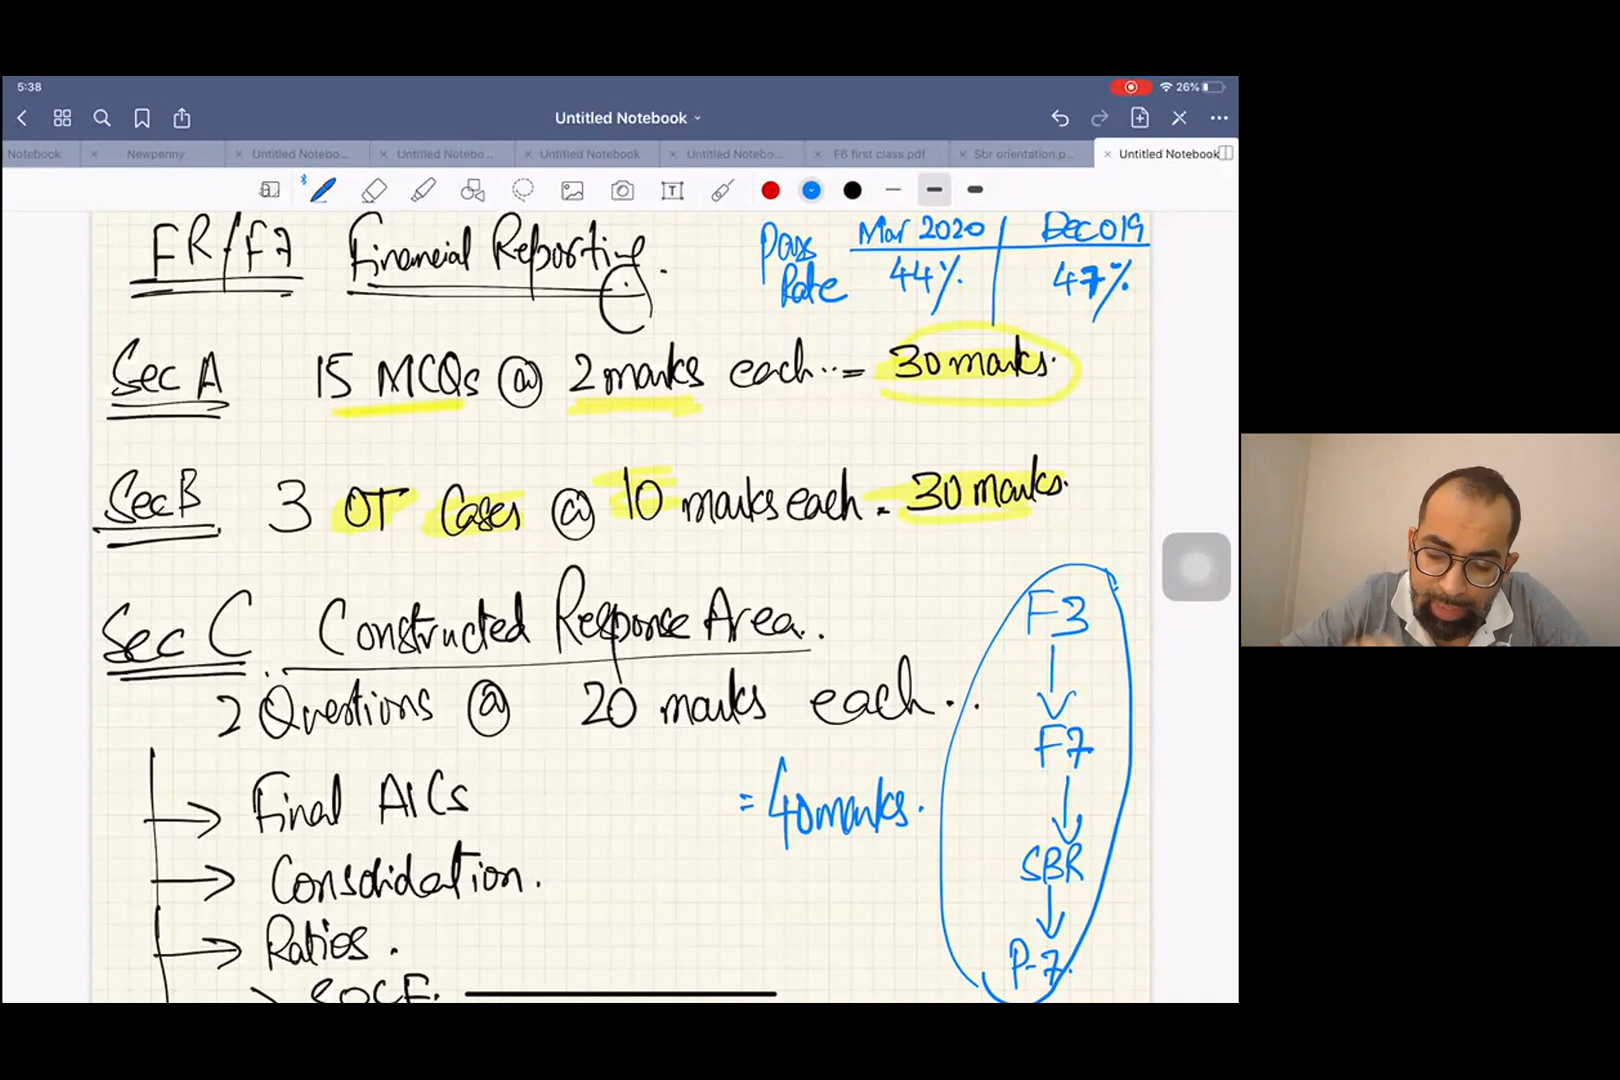 5:38
26%
Untitled Notebook
Notebook
Newpenny
Untitled Notebo...
Untitled Notebo...
Untitled Notebook
Untitled Notebo...
F6 first class.pdf
Sbr orientation.p...
Untitled Notebook
T
FR/F7 Financial Reporting.
Pass Rate
Mar 2020
Dec 019
44%
47%
Sec A 15 MCQs @ 2 marks each.. = 30 marks.
Sec B 3 OT Cases @ 10 marks each = 30 marks.
Sec C Constructed Response Area.
2 Questions @ 20 marks each..
= 40 marks.
→ Final A/Cs
→ Consolidation.
→ Ratios.
SOCF.
F3
↓
F7
↓
SBR
↓
P-7.